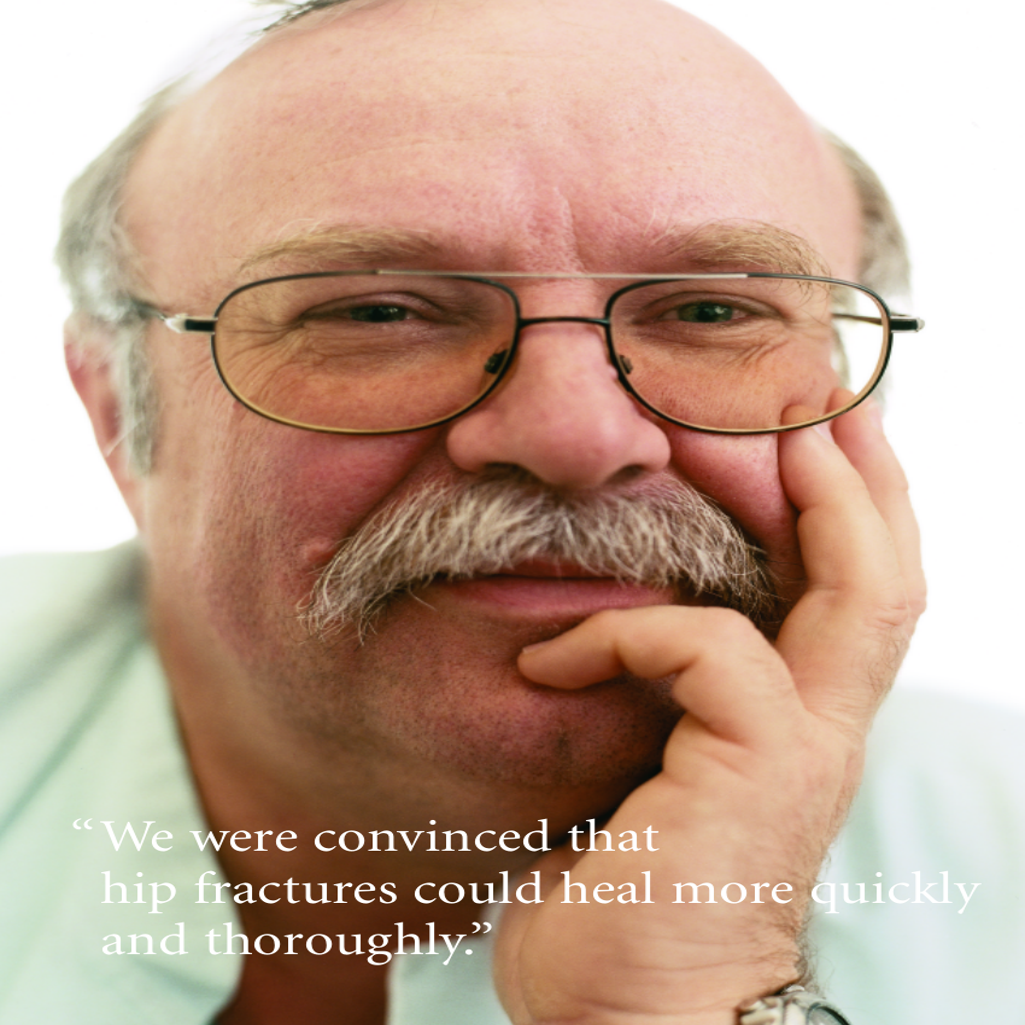 “We were convinced that
hip fractures could heal more quickly
and thoroughly.”